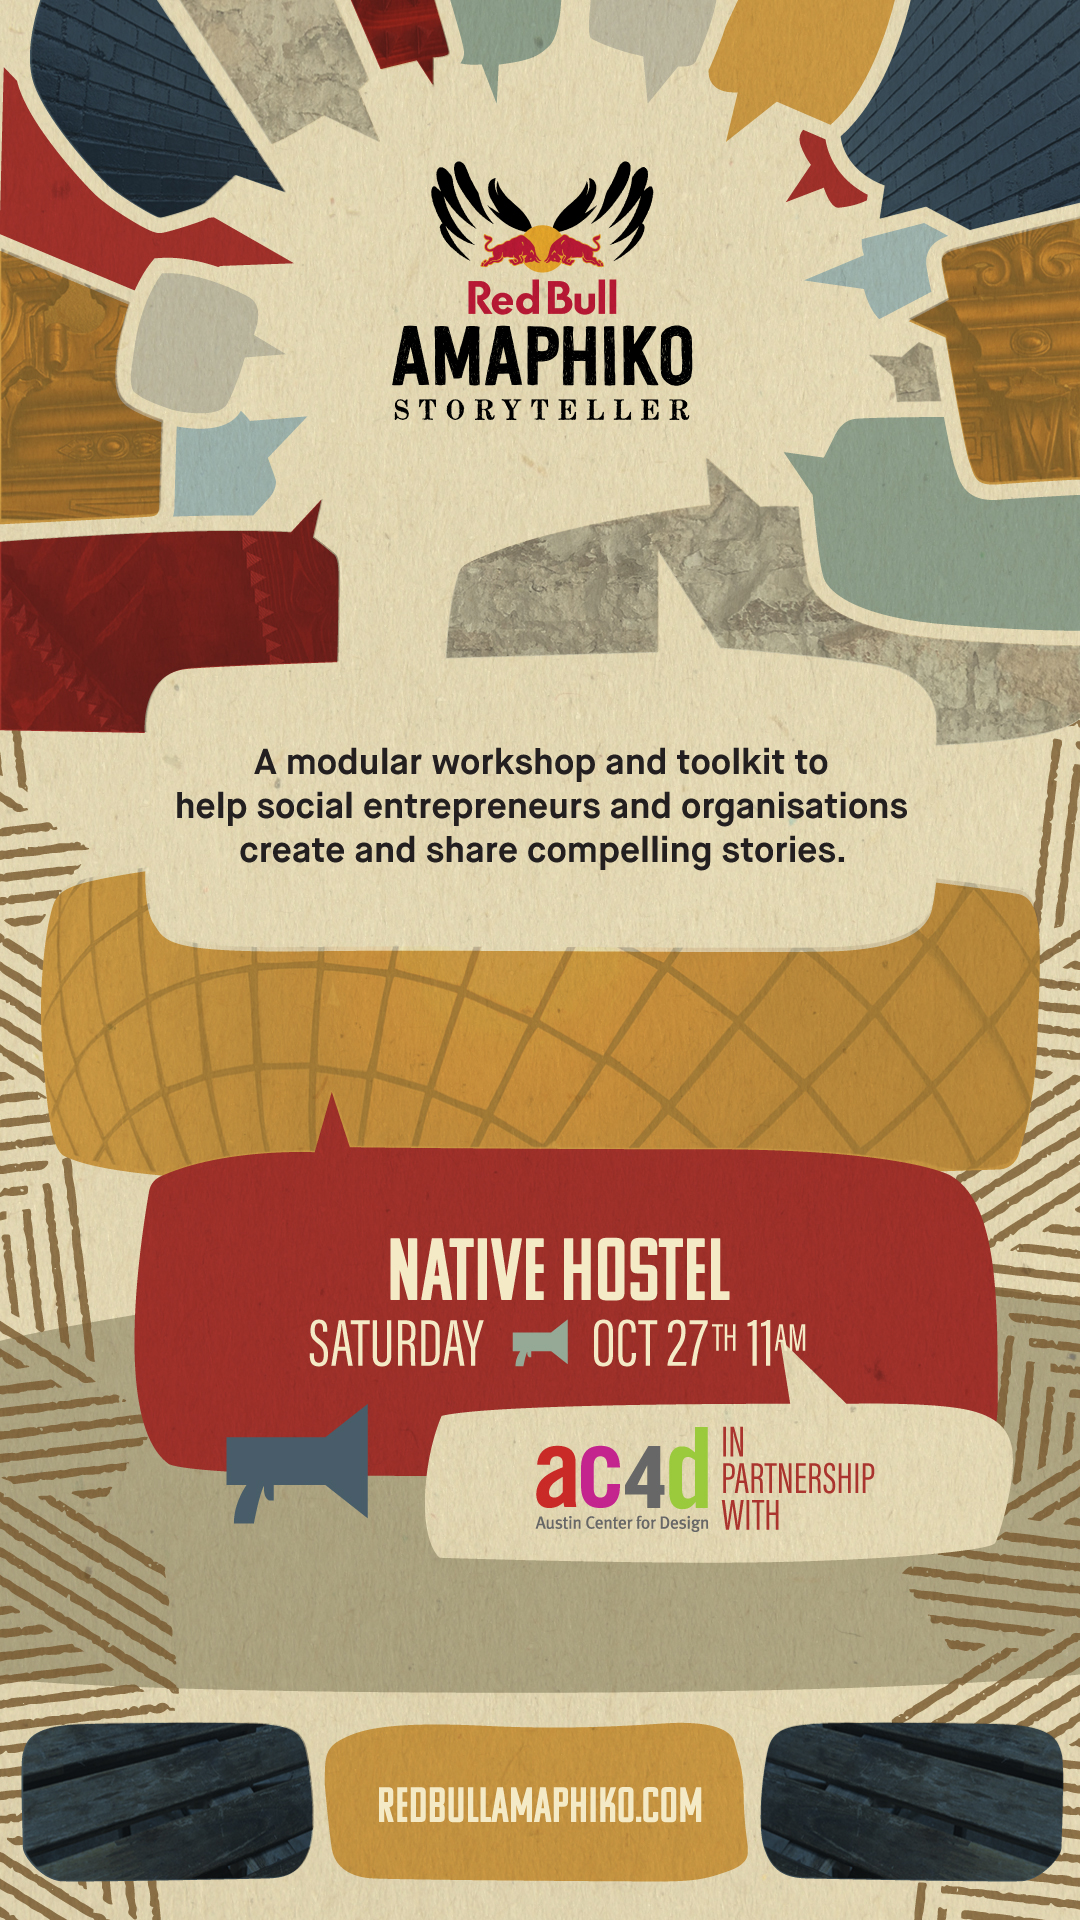 Red Bull
AMAPHIKO
STORYTELLER
A modular workshop and toolkit to
help social entrepreneurs and organisations
create and share compelling stories.
NATIVE HOSTEL
SATURDAY OCT 27TH 11AM
ac4d
Austin Center for Design
IN
PARTNERSHIP
WITH
REDBULLAMAPHIKO.COM